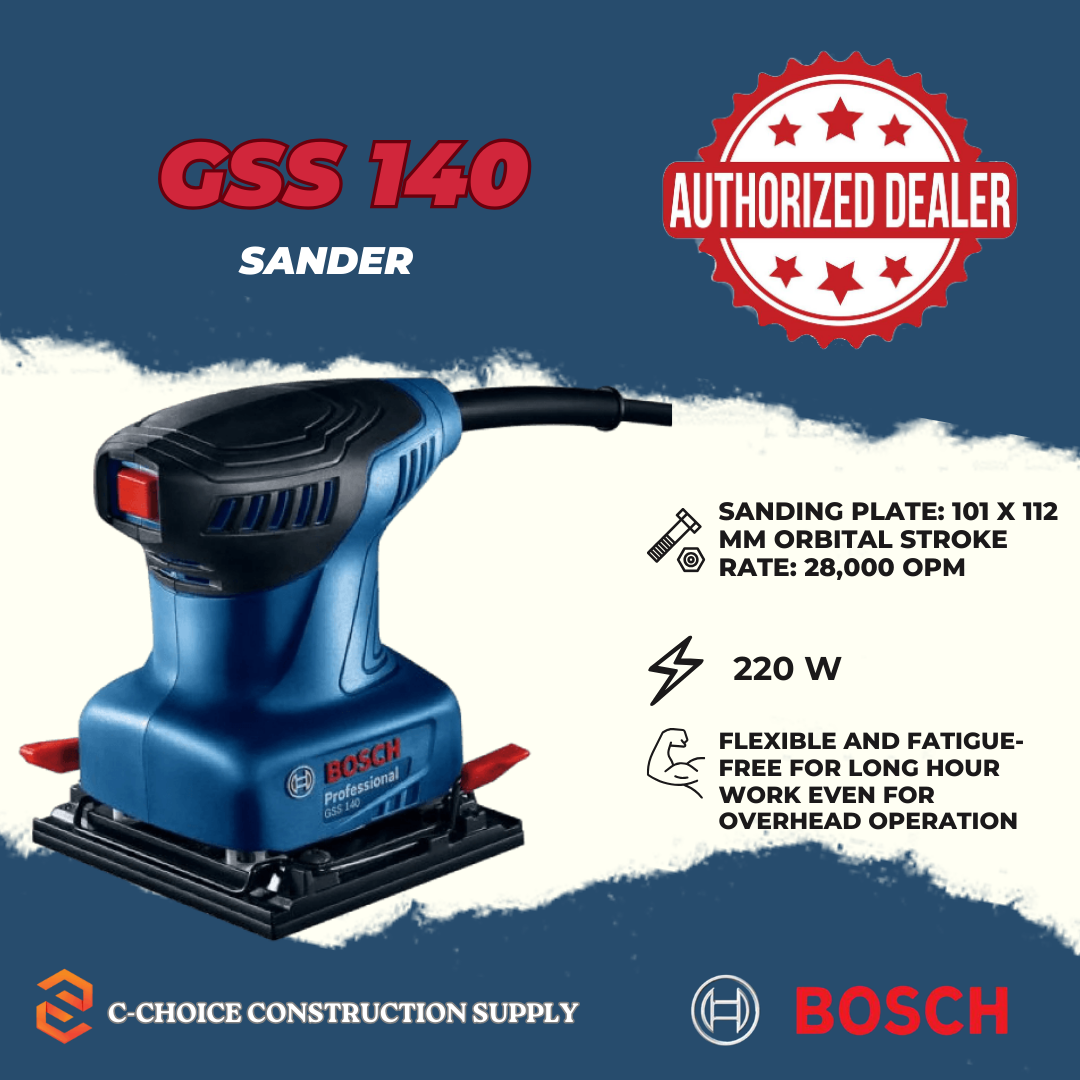 GSS 140
SANDER
AUTHORIZED DEALER
SANDING PLATE: 101 X 112
MM ORBITAL STROKE
RATE: 28,000 OPM
220 W
FLEXIBLE AND FATIGUE-
FREE FOR LONG HOUR
WORK EVEN FOR
OVERHEAD OPERATION
BOSCH
Professional
GSS 140
C-CHOICE CONSTRUCTION SUPPLY
BOSCH